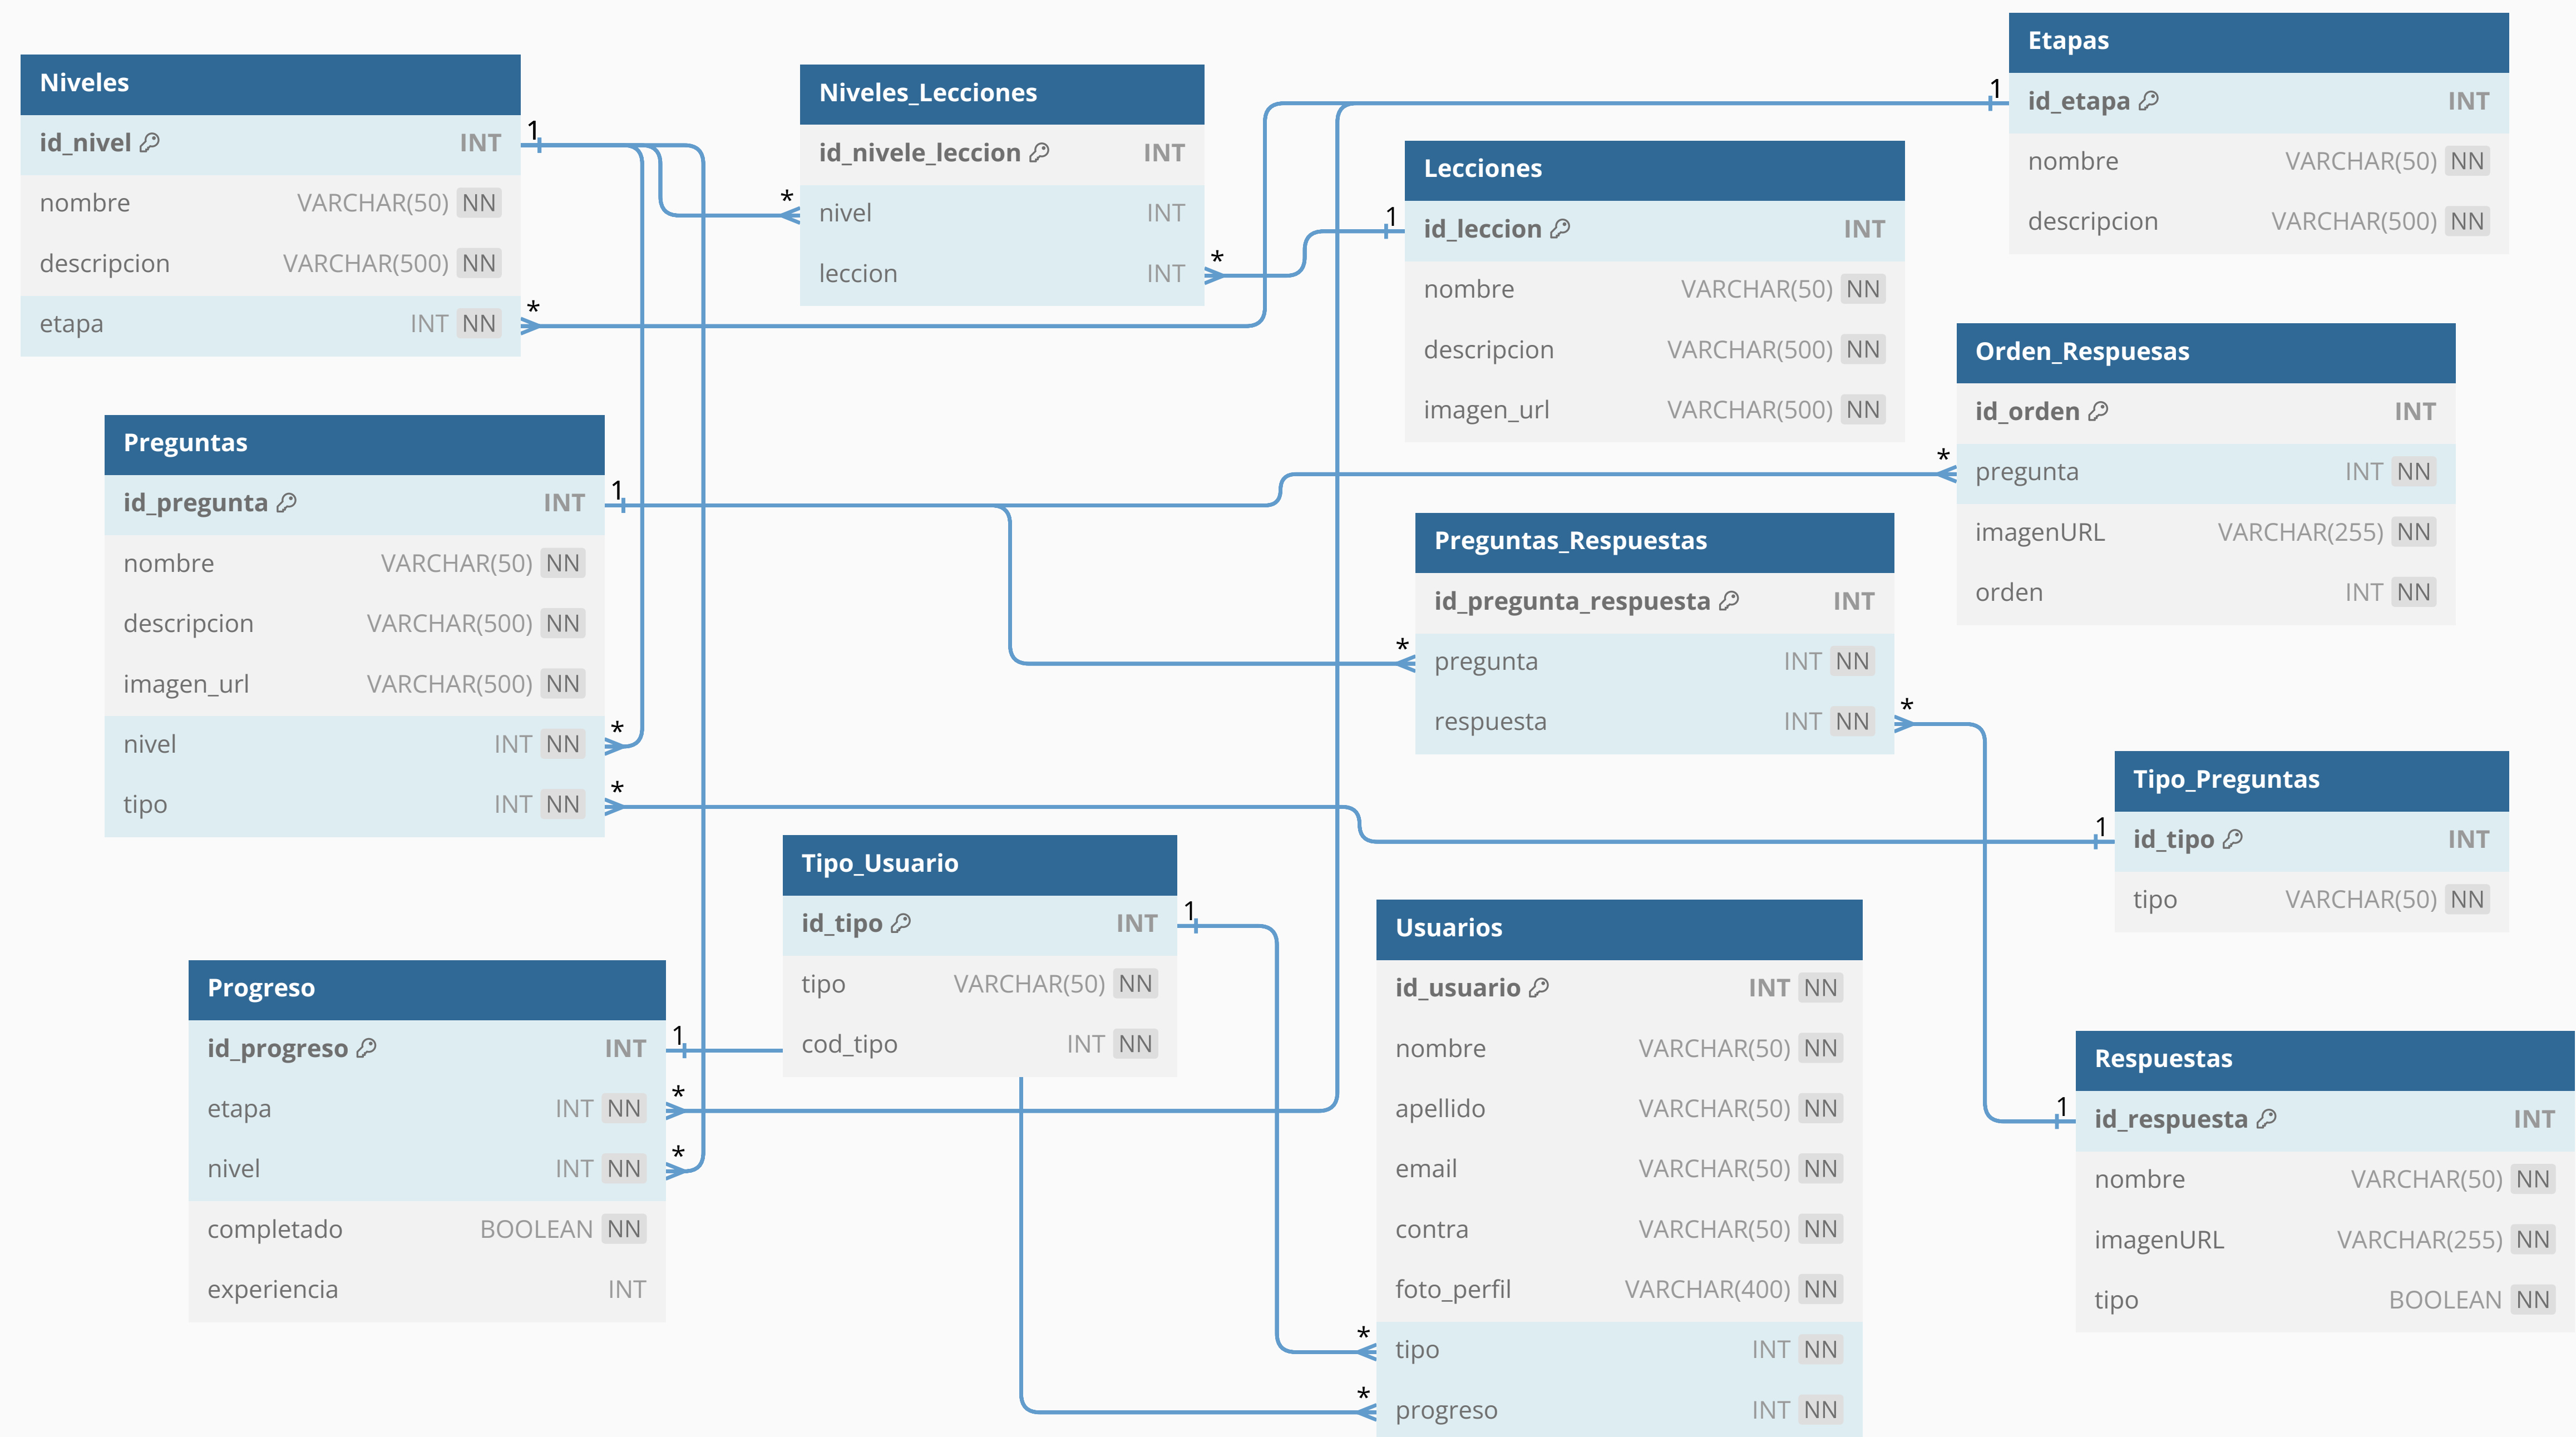 Niveles
id_nivel INT
nombre VARCHAR(50) NN
descripcion VARCHAR(500) NN
etapa INT NN
1
*
Niveles_Lecciones
id_nivele_leccion INT
nivel INT
leccion INT
*
*
Lecciones
id_leccion INT
nombre VARCHAR(50) NN
descripcion VARCHAR(500) NN
imagen_url VARCHAR(500) NN
1
Etapas
id_etapa INT
nombre VARCHAR(50) NN
descripcion VARCHAR(500) NN
1
Orden_Respuesas
id_orden INT
pregunta INT NN
imagenURL VARCHAR(255) NN
orden INT NN
*
Preguntas
id_pregunta INT
nombre VARCHAR(50) NN
descripcion VARCHAR(500) NN
imagen_url VARCHAR(500) NN
nivel INT NN
tipo INT NN
1
*
*
Preguntas_Respuestas
id_pregunta_respuesta INT
pregunta INT NN
respuesta INT NN
*
*
Tipo_Preguntas
id_tipo INT
tipo VARCHAR(50) NN
1
Tipo_Usuario
id_tipo INT
tipo VARCHAR(50) NN
cod_tipo INT NN
1
Progreso
id_progreso INT
etapa INT NN
nivel INT NN
completado BOOLEAN NN
experiencia INT
1
*
*
Usuarios
id_usuario INT NN
nombre VARCHAR(50) NN
apellido VARCHAR(50) NN
email VARCHAR(50) NN
contra VARCHAR(50) NN
foto_perfil VARCHAR(400) NN
tipo INT NN
progreso INT NN
*
*
Respuestas
id_respuesta INT
nombre VARCHAR(50) NN
imagenURL VARCHAR(255) NN
tipo BOOLEAN NN
1